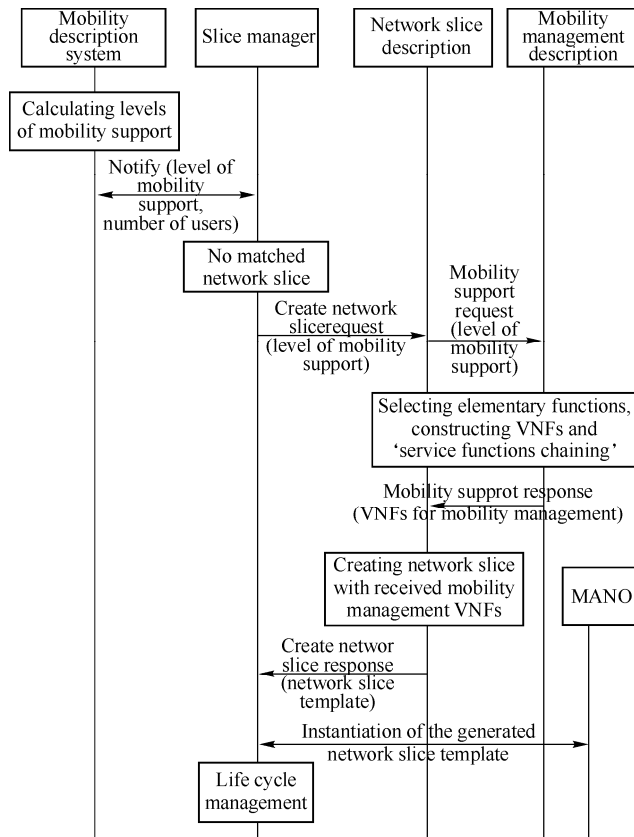 Mobility
description
system
Slice manager
Network slice
description
Mobility
management
description
Calculating levels
of mobility support
Notify (level of
mobility
support,
number of users)
No matched
network slice
Create network
slicerequest
(level of mobility
support)
Mobility
support
request
(level of
mobility
support)
Selecting elementary functions,
constructing VNFs and
‘service functions chaining’
Mobility supprot response
(VNFs for mobility management)
Creating network slice
with received mobility
management VNFs
MANO
Create networ
slice response
(network slice
template)
Instantiation of the generated
network slice template
Life cycle
management